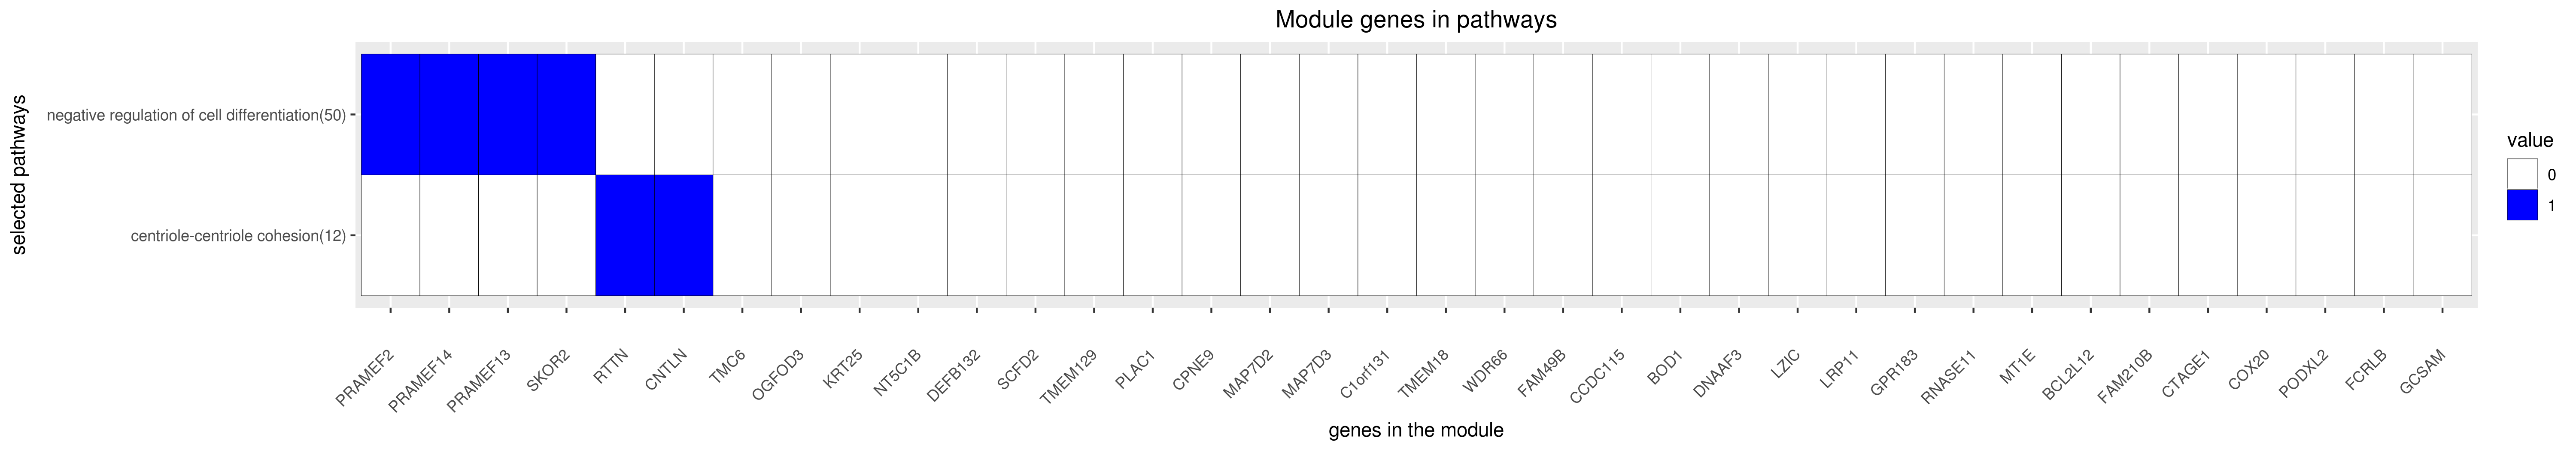 Module genes in pathways
selected pathways
negative regulation of cell differentiation(50)
centriole-centriole cohesion(12)
value
0
1
PRAMEF2
PRAMEF14
PRAMEF13
SKOR2
RTTN
CNTLN
TMC6
OGFOD3
KRT25
NT5C1B
DEFB132
SCFD2
TMEM129
PLAC1
CPNE9
MAP7D2
MAP7D3
C1orf131
TMEM18
WDR66
FAM49B
CCDC115
BOD1
DNAAF3
LZIC
LRP11
GPR183
RNASE11
MT1E
BCL2L12
FAM210B
CTAGE1
COX20
PODXL2
FCRLB
GCSAM
genes in the module